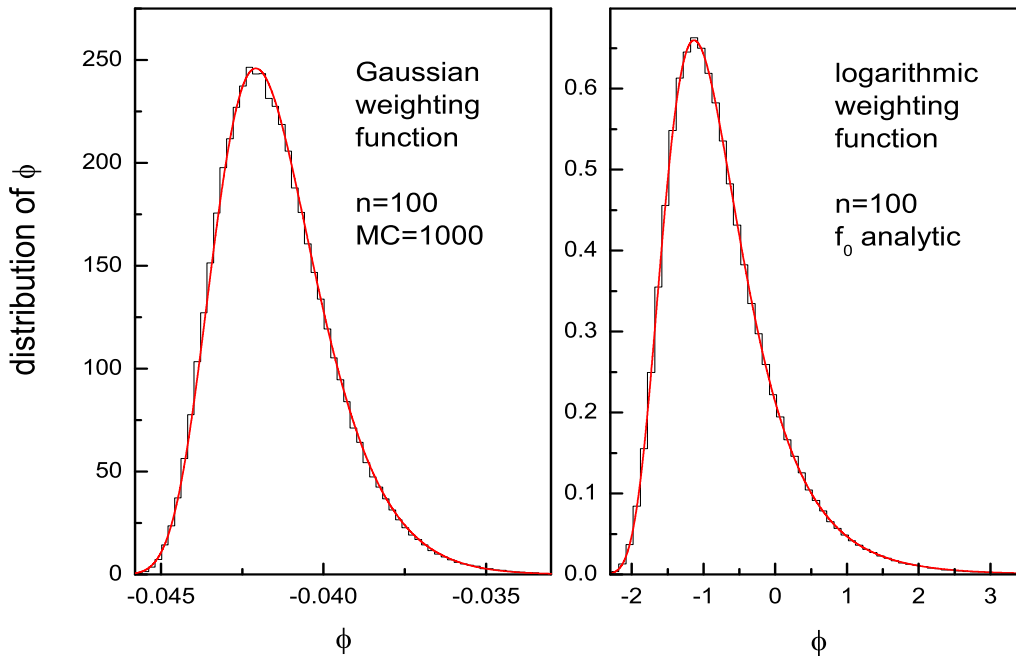 distribution of ϕ
250
200
150
100
50
0
-0.045
-0.040
-0.035
ϕ
Gaussian
weighting
function
n=100
MC=1000
0.6
0.5
0.4
0.3
0.2
0.1
0.0
-2
-1
0
1
2
3
ϕ
logarithmic
weighting
function
n=100
f₀ analytic